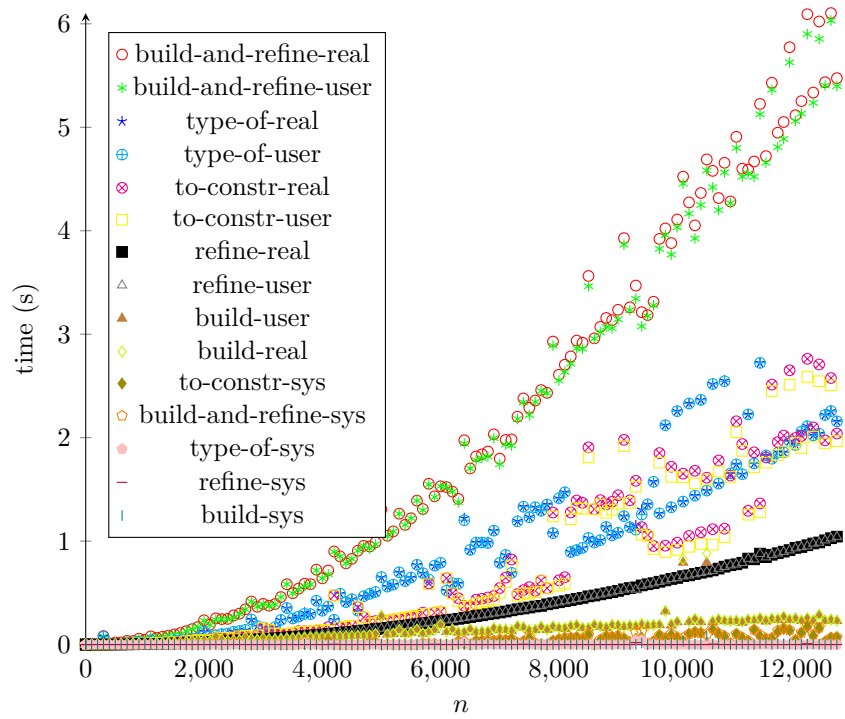 6
build-and-refine-real
build-and-refine-user
5
type-of-real
type-of-user
to-constr-real
to-constr-user
4
refine-real
refine-user
time (s)
build-user
3
build-real
to-constr-sys
build-and-refine-sys
2
type-of-sys
refine-sys
build-sys
1
0
0 2,000 4,000 6,000 8,000 10,000 12,000
n